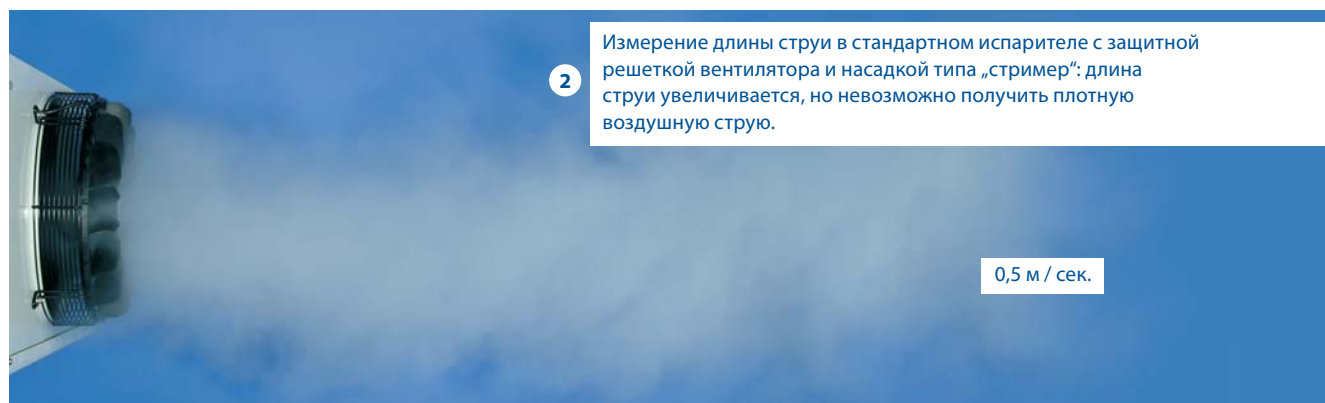 2
Измерение длины струи в стандартном испарителе с защитной
решеткой вентилятора и насадкой типа „стример“: длина
струи увеличивается, но невозможно получить плотную
воздушную струю.
0,5 м / сек.